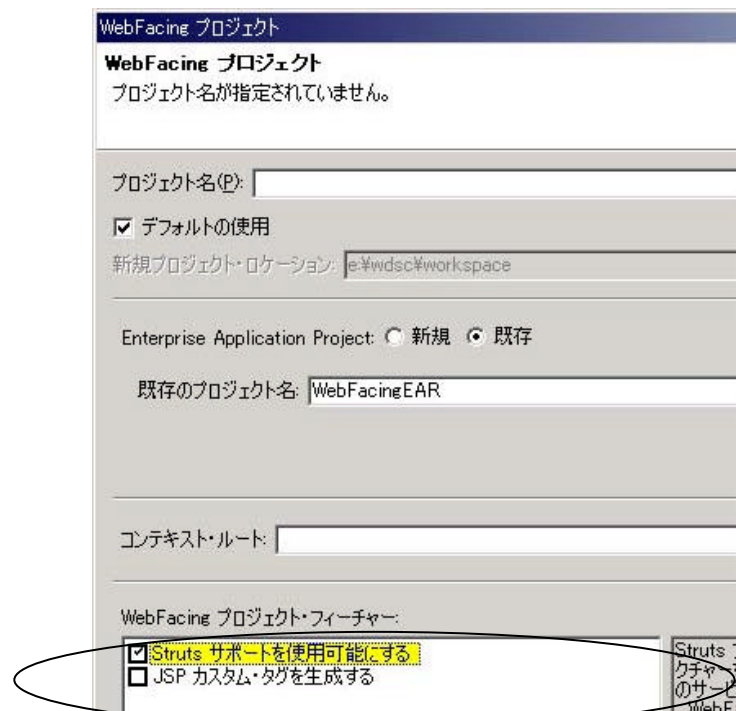 WebFacing プロジェクト
WebFacing プロジェクト
プロジェクト名が指定されていません。
プロジェクト名(P):
デフォルトの使用
新規プロジェクト・ロケーション: e:¥wdsc¥workspace
Enterprise Application Project: 新規 既存
既存のプロジェクト名: WebFacingEAR
コンテキスト・ルート:
WebFacing プロジェクト・フィーチャー:
Struts サポートを使用可能にする
JSP カスタム・タグを生成する
Struts
クチャー
のサービ
WebF